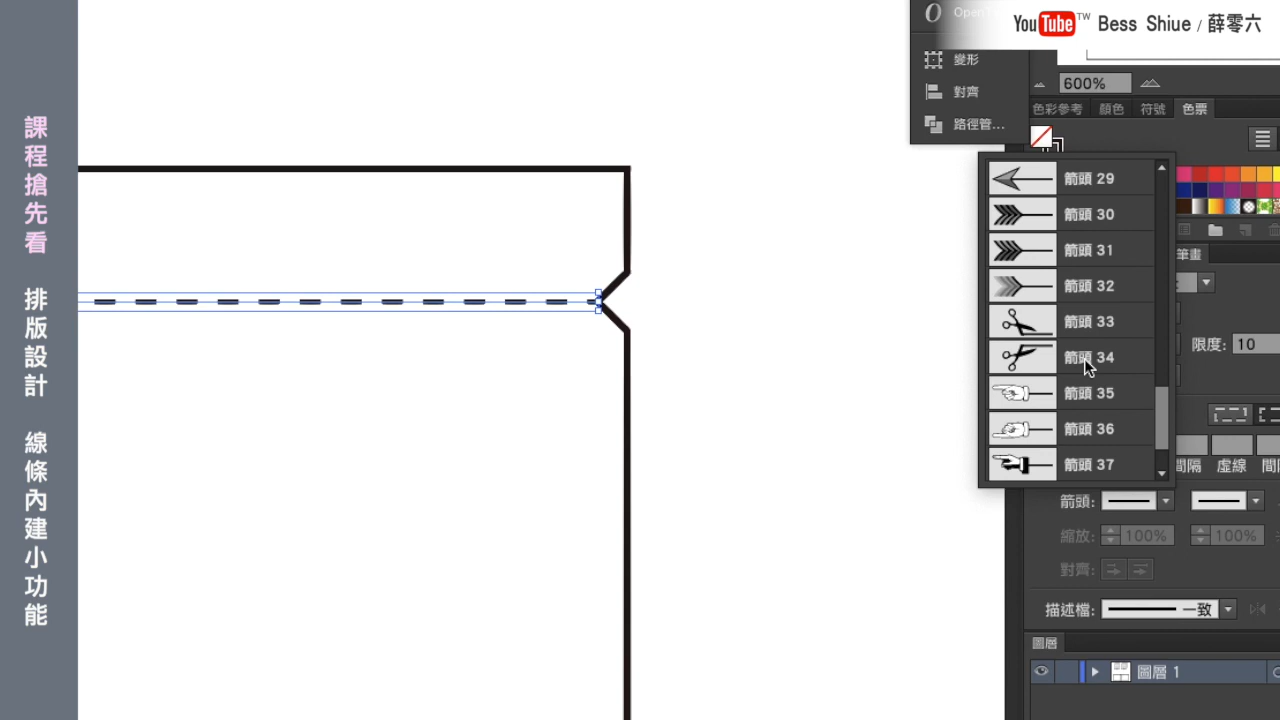 課程搶先看 排版設計 線條內建小功能
YouTube TW Bess Shiue / 薛零六
變形
對齊
路徑管...
600%
色彩參考 顏色 符號 色票
箭頭 29
箭頭 30
箭頭 31
箭頭 32
箭頭 33
箭頭 34
箭頭 35
箭頭 36
箭頭 37
筆畫
限度: 10
間隔 虛線
箭頭:
縮放: 100% 100%
對齊:
描述檔: 一致
圖層
圖層 1